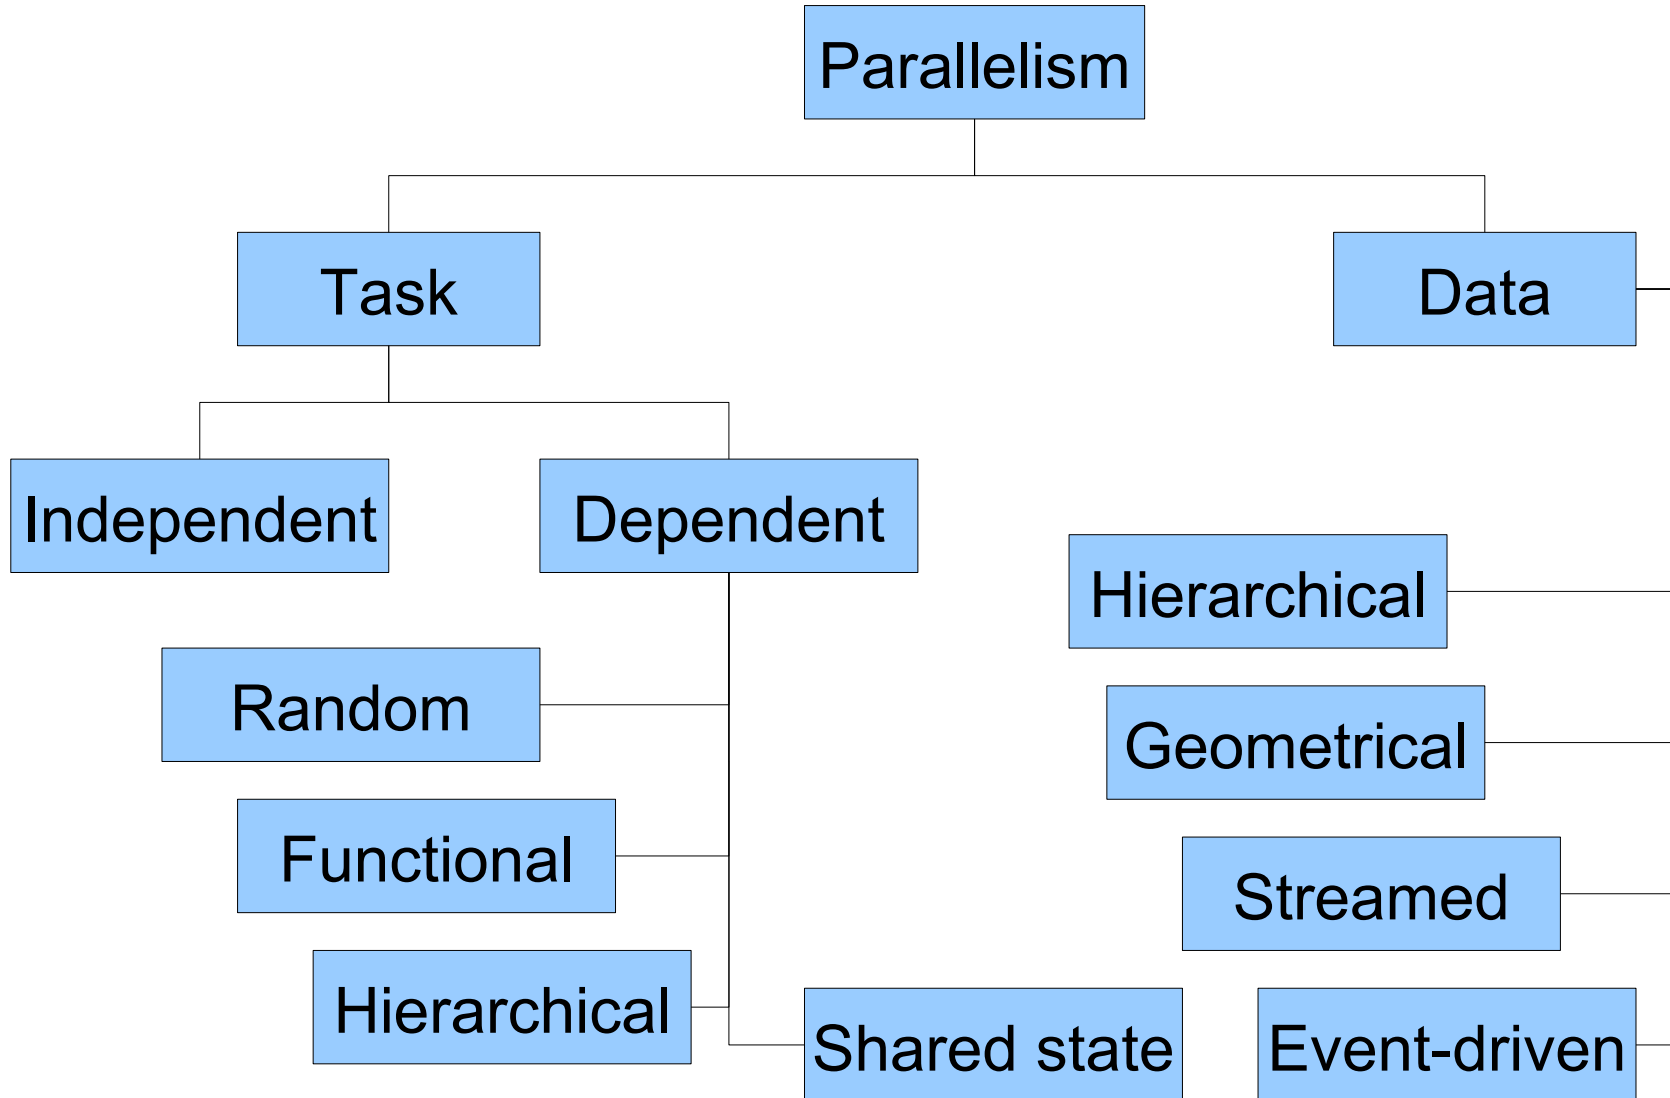 Parallelism
Task
Data
Independent
Dependent
Hierarchical
Random
Geometrical
Functional
Streamed
Hierarchical
Shared state
Event-driven